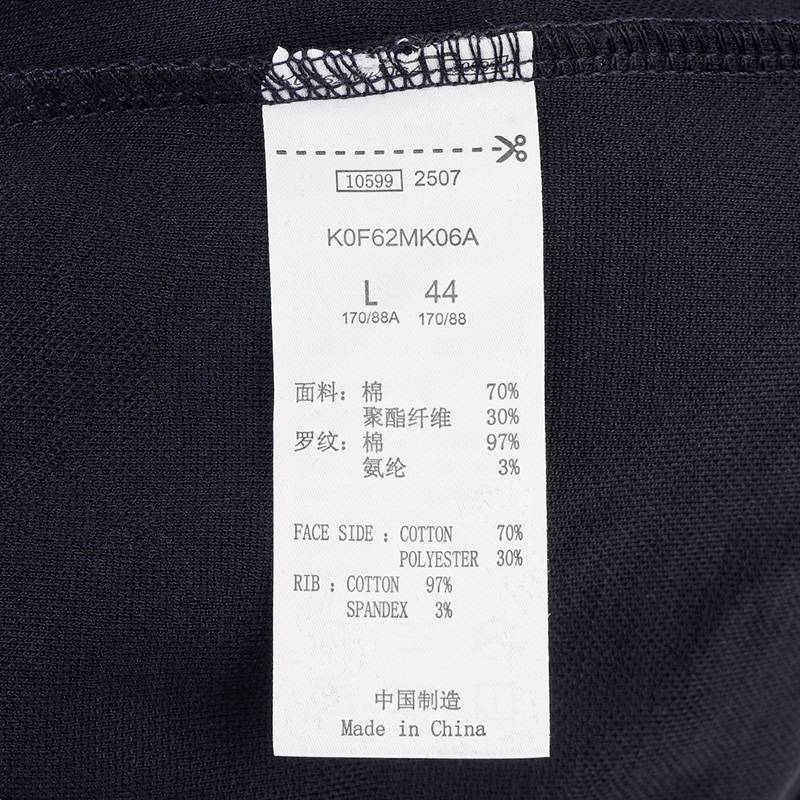 10599 2507
K0F62MK06A
L 44
170/88A 170/88
面料：棉 70%
聚酯纤维 30%
罗纹：棉 97%
氨纶 3%
FACE SIDE : COTTON 70%
POLYESTER 30%
RIB : COTTON 97%
SPANDEX 3%
中国制造
Made in China